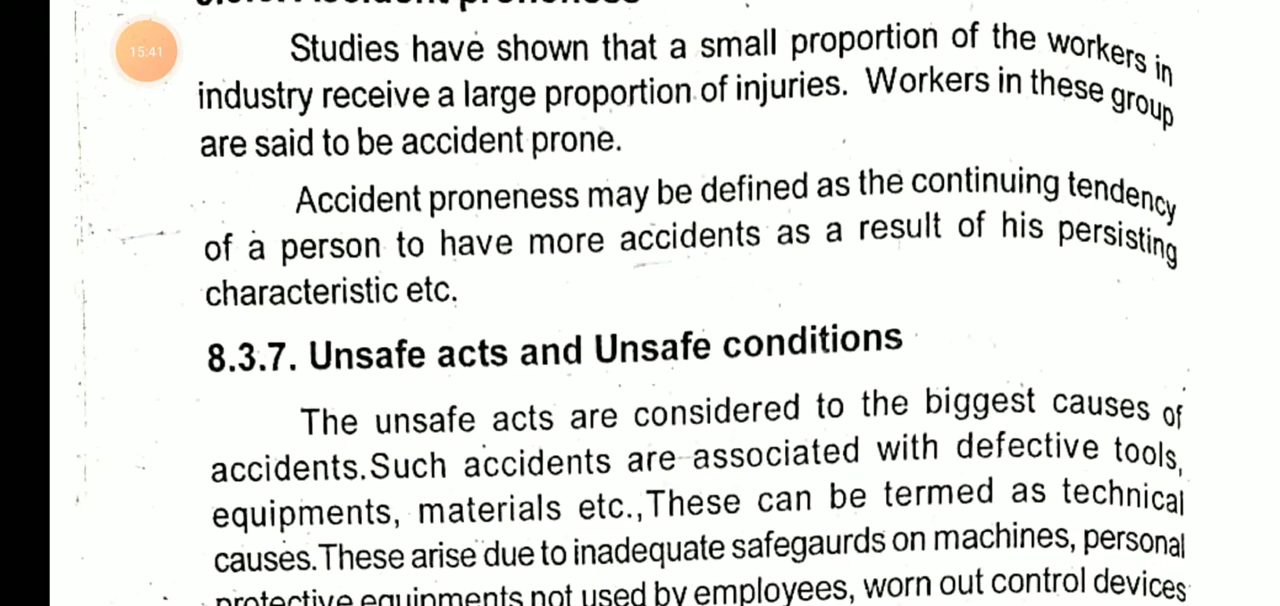 15:41
Accident proneness
Studies have shown that a small proportion of the workers in
industry receive a large proportion of injuries. Workers in these group
are said to be accident prone.
Accident proneness may be defined as the continuing tendency
of a person to have more accidents as a result of his persisting
characteristic etc.
8.3.7. Unsafe acts and Unsafe conditions
The unsafe acts are considered to the biggest causes of
accidents.Such accidents are associated with defective tools,
equipments, materials etc.,These can be termed as technical
causes.These arise due to inadequate safegaurds on machines, personal
protective equipments not used by employees, worn out control devices